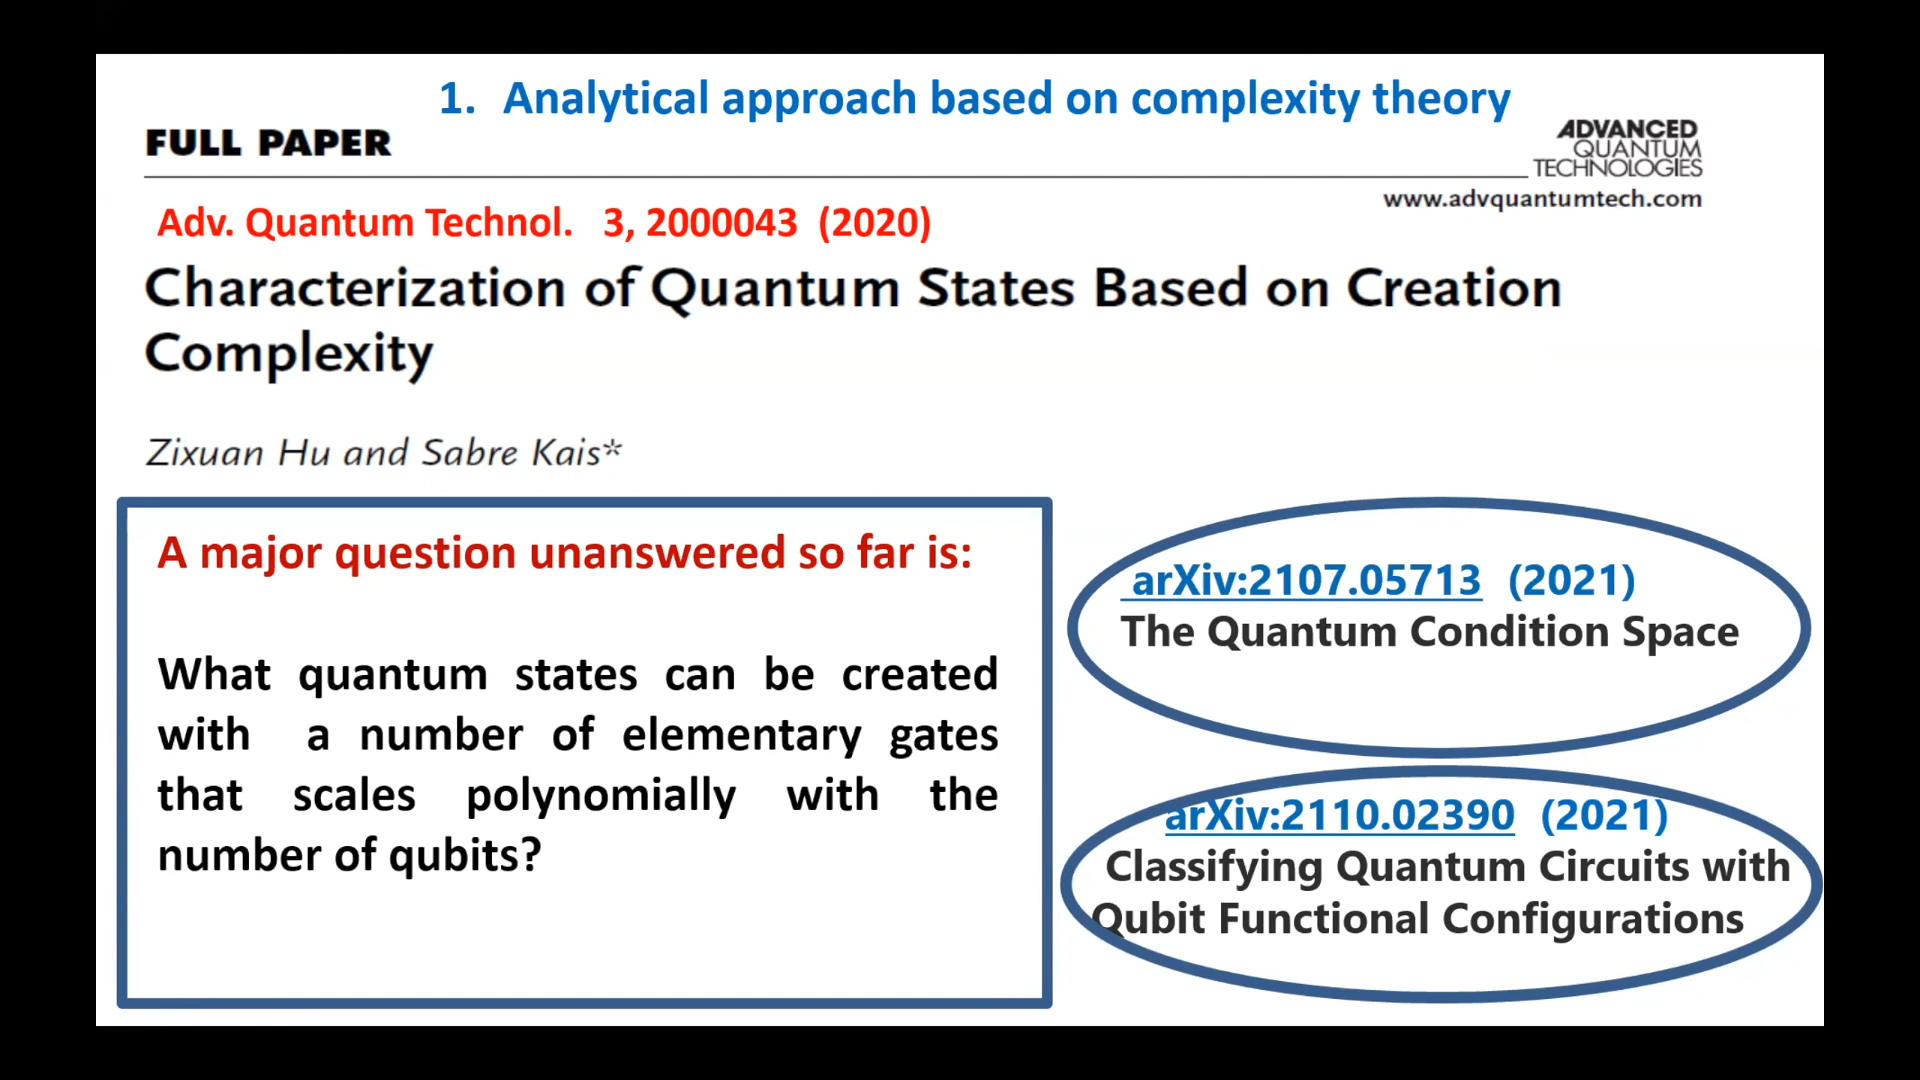 1. Analytical approach based on complexity theory
FULL PAPER
ADVANCED
QUANTUM
TECHNOLOGIES
www.advquantumtech.com
Adv. Quantum Technol. 3, 2000043 (2020)
Characterization of Quantum States Based on Creation
Complexity
Zixuan Hu and Sabre Kais*
A major question unanswered so far is:
What quantum states can be created
with a number of elementary gates
that scales polynomially with the
number of qubits?
arXiv:2107.05713 (2021)
The Quantum Condition Space
arXiv:2110.02390 (2021)
Classifying Quantum Circuits with
Qubit Functional Configurations